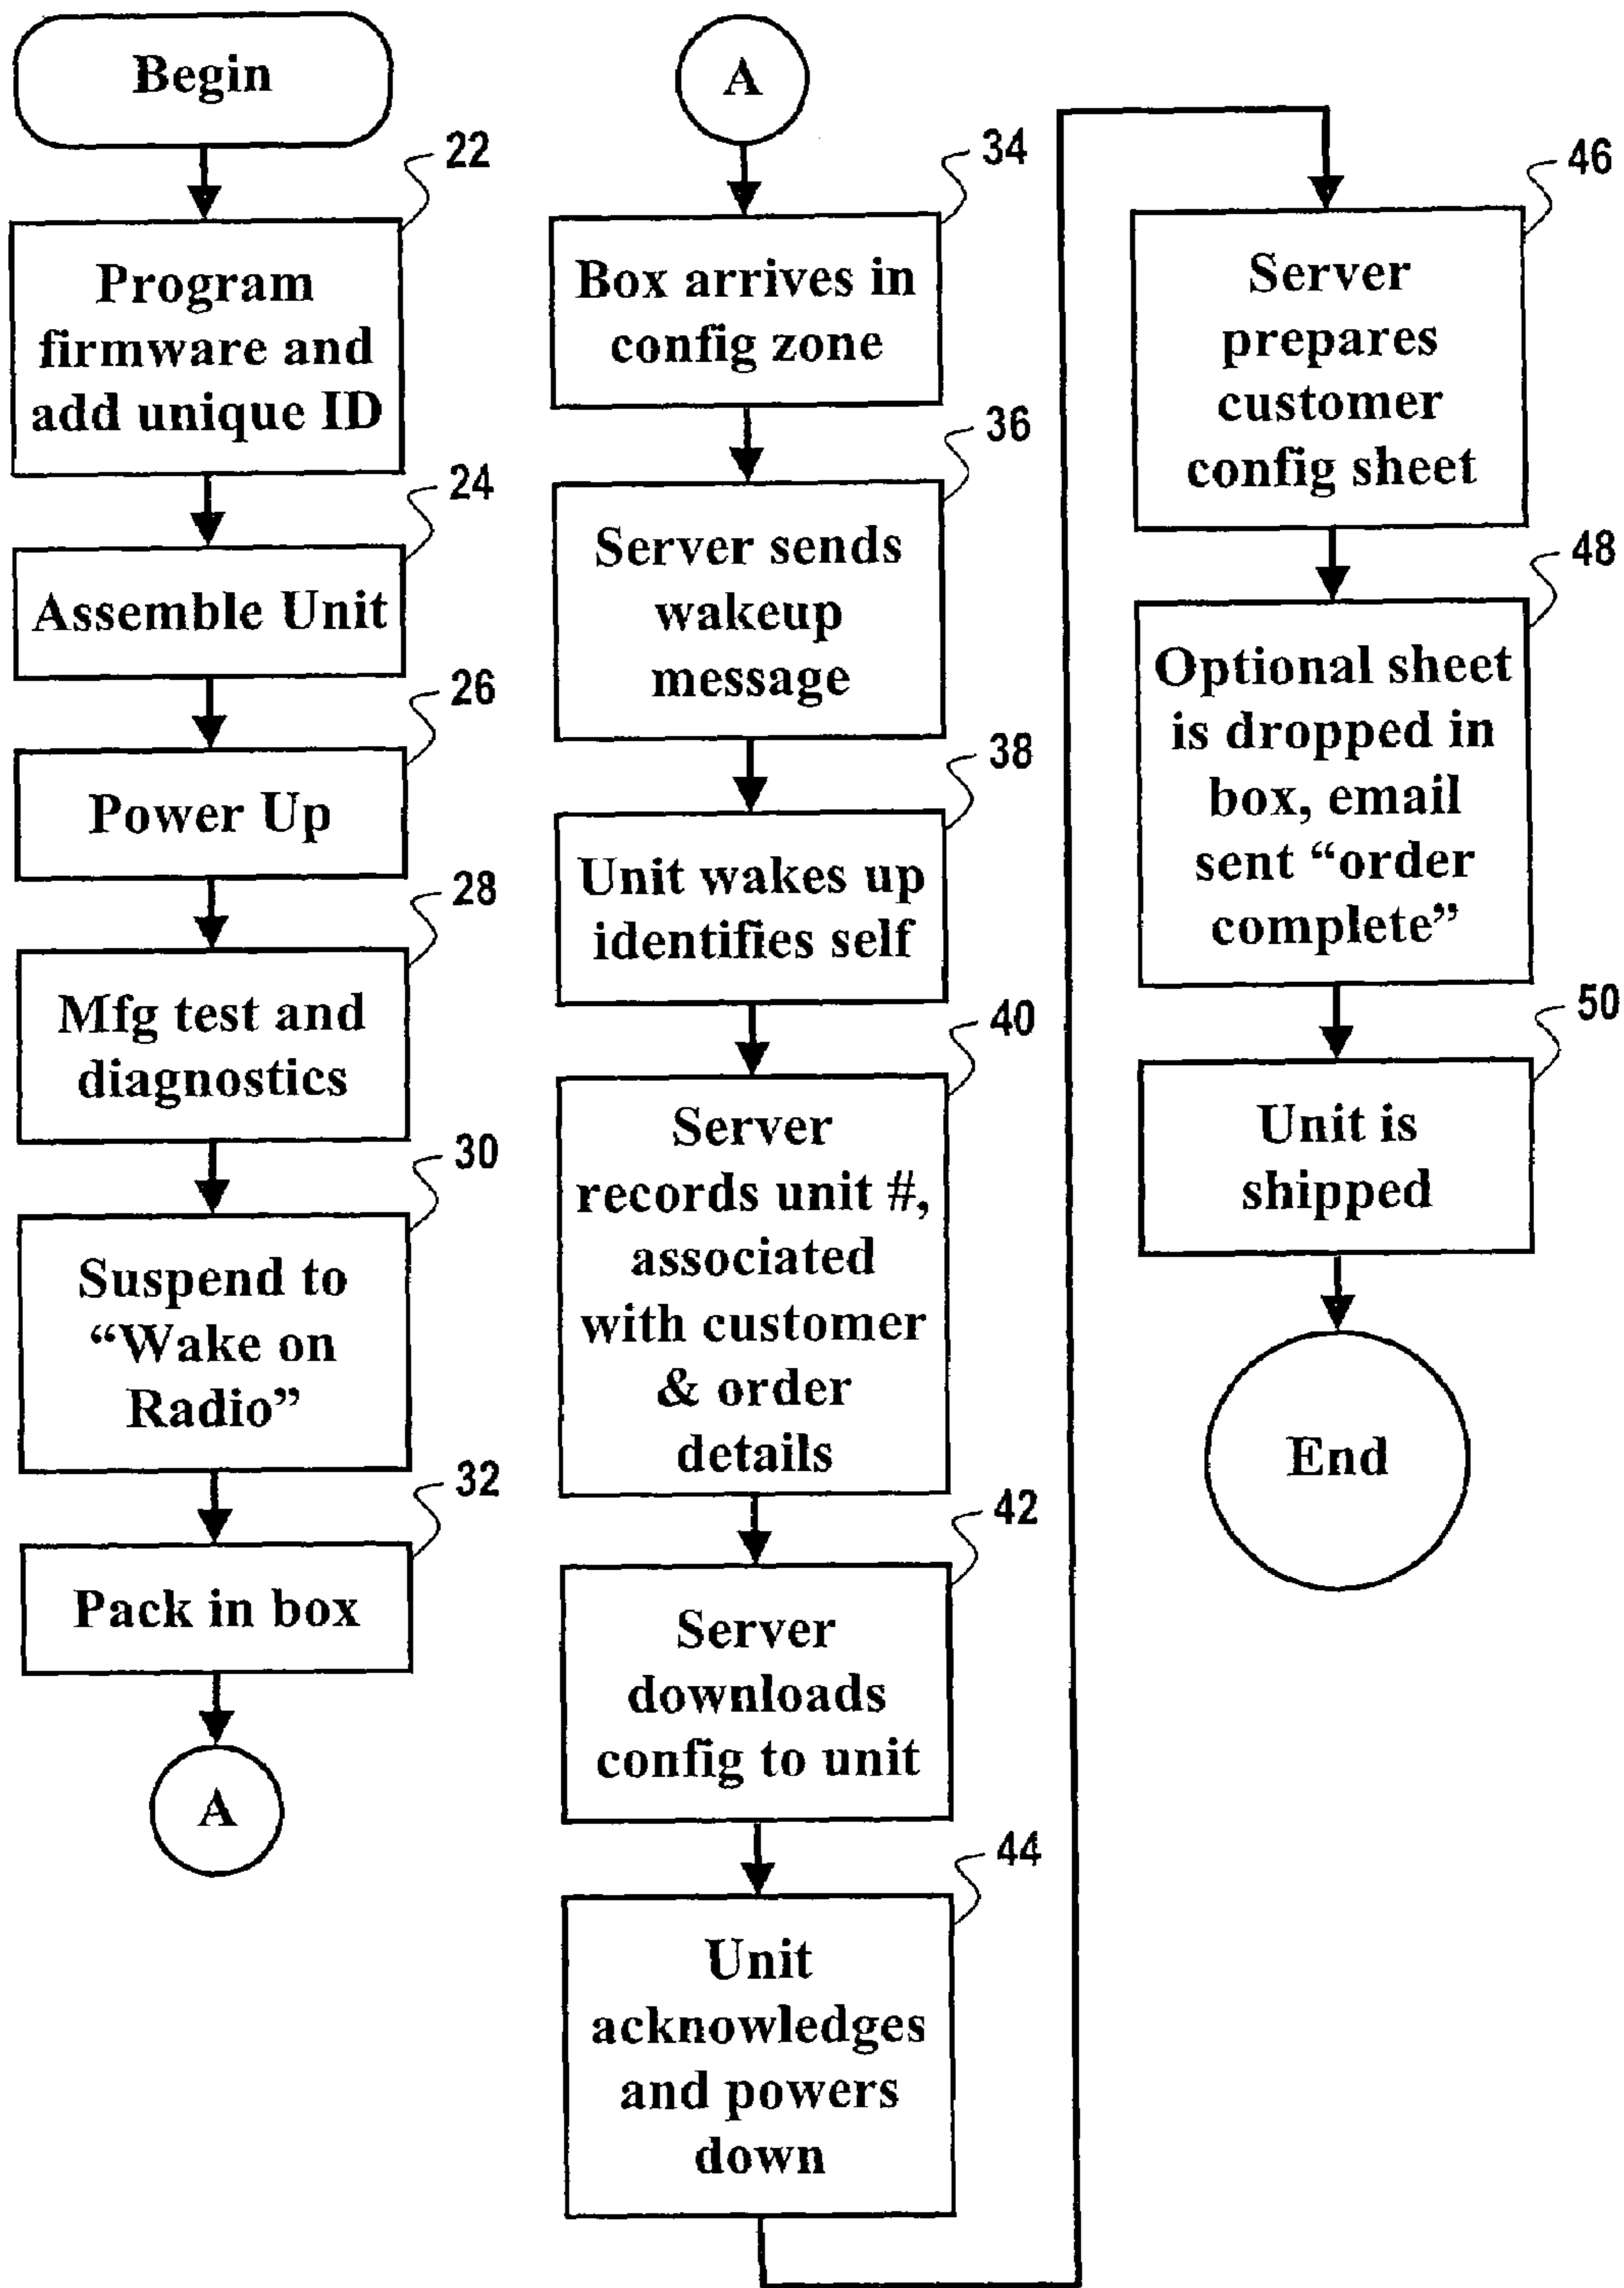 Begin
22
Program
firmware and
add unique ID
24
Assemble Unit
26
Power Up
28
Mfg test and
diagnostics
30
Suspend to
“Wake on
Radio”
32
Pack in box
A
A
34
Box arrives in
config zone
36
Server sends
wakeup
message
38
Unit wakes up
identifies self
40
Server
records unit #,
associated
with customer
& order
details
42
Server
downloads
config to unit
44
Unit
acknowledges
and powers
down
46
Server
prepares
customer
config sheet
48
Optional sheet
is dropped in
box, email
sent “order
complete”
50
Unit is
shipped
End